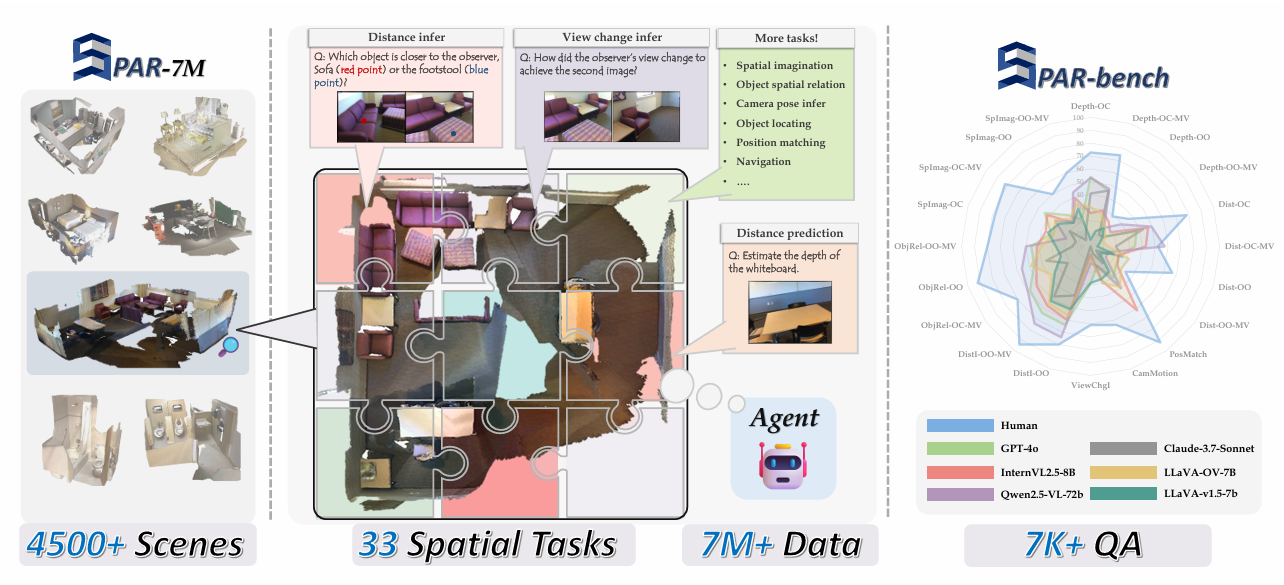 SPAR-7M
Distance infer
Q: Which object is closer to the observer,
Sofa (red point) or the footstool (blue
point)?
View change infer
Q: How did the observer's view change to
achieve the second image?
More tasks!
• Spatial imagination
• Object spatial relation
• Camera pose infer
• Object locating
• Position matching
• Navigation
• ....
Distance prediction
Q: Estimate the depth of
the whiteboard.
Agent
4500+ Scenes
33 Spatial Tasks
7M+ Data
SPAR-bench
Depth-OC
Depth-OC-MV
Depth-OO
Depth-OO-MV
Dist-OC
Dist-OC-MV
Dist-OO
Dist-OO-MV
PosMatch
CamMotion
ViewChgI
DistI-OO
DistI-OO-MV
ObjRel-OC-MV
ObjRel-OO
ObjRel-OO-MV
SpImag-OC
SpImag-OC-MV
SpImag-OO
SpImag-OO-MV
100
90
80
70
60
50
40
Human
GPT-4o
Claude-3.7-Sonnet
InternVL2.5-8B
LLaVA-OV-7B
Qwen2.5-VL-72b
LLaVA-v1.5-7b
7K+ QA